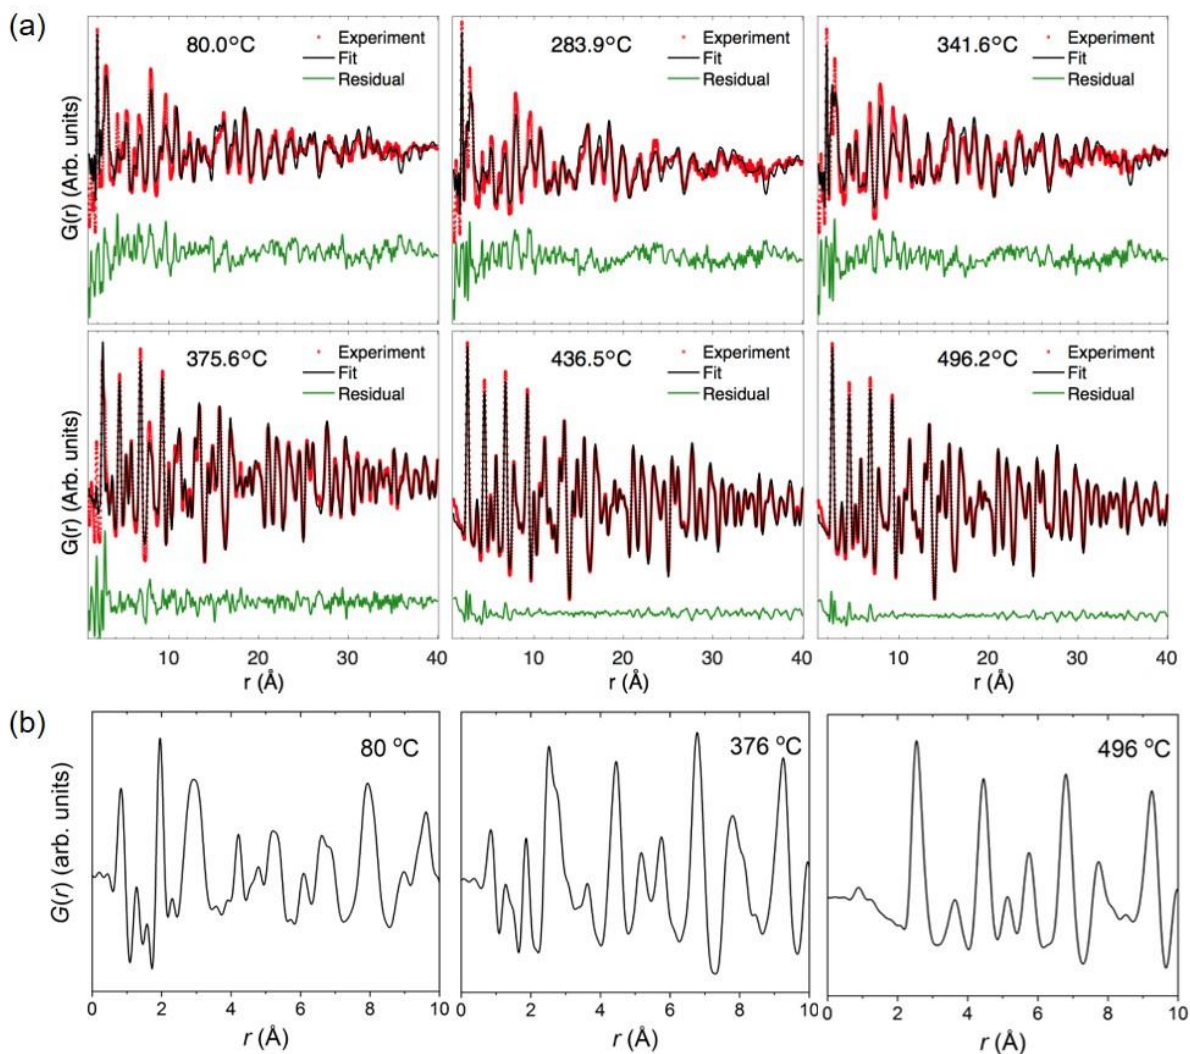 (a)
80.0°C
Experiment
Fit
Residual
283.9°C
Experiment
Fit
Residual
341.6°C
Experiment
Fit
Residual
G(r) (Arb. units)
375.6°C
Experiment
Fit
Residual
436.5°C
Experiment
Fit
Residual
496.2°C
Experiment
Fit
Residual
G(r) (Arb. units)
10 20 30 40 10 20 30 40 10 20 30 40
r (Å) r (Å) r (Å)
(b)
80 °C
376 °C
496 °C
G(r) (arb. units)
0 2 4 6 8 10 0 2 4 6 8 10 0 2 4 6 8 10
r (Å) r (Å) r (Å)